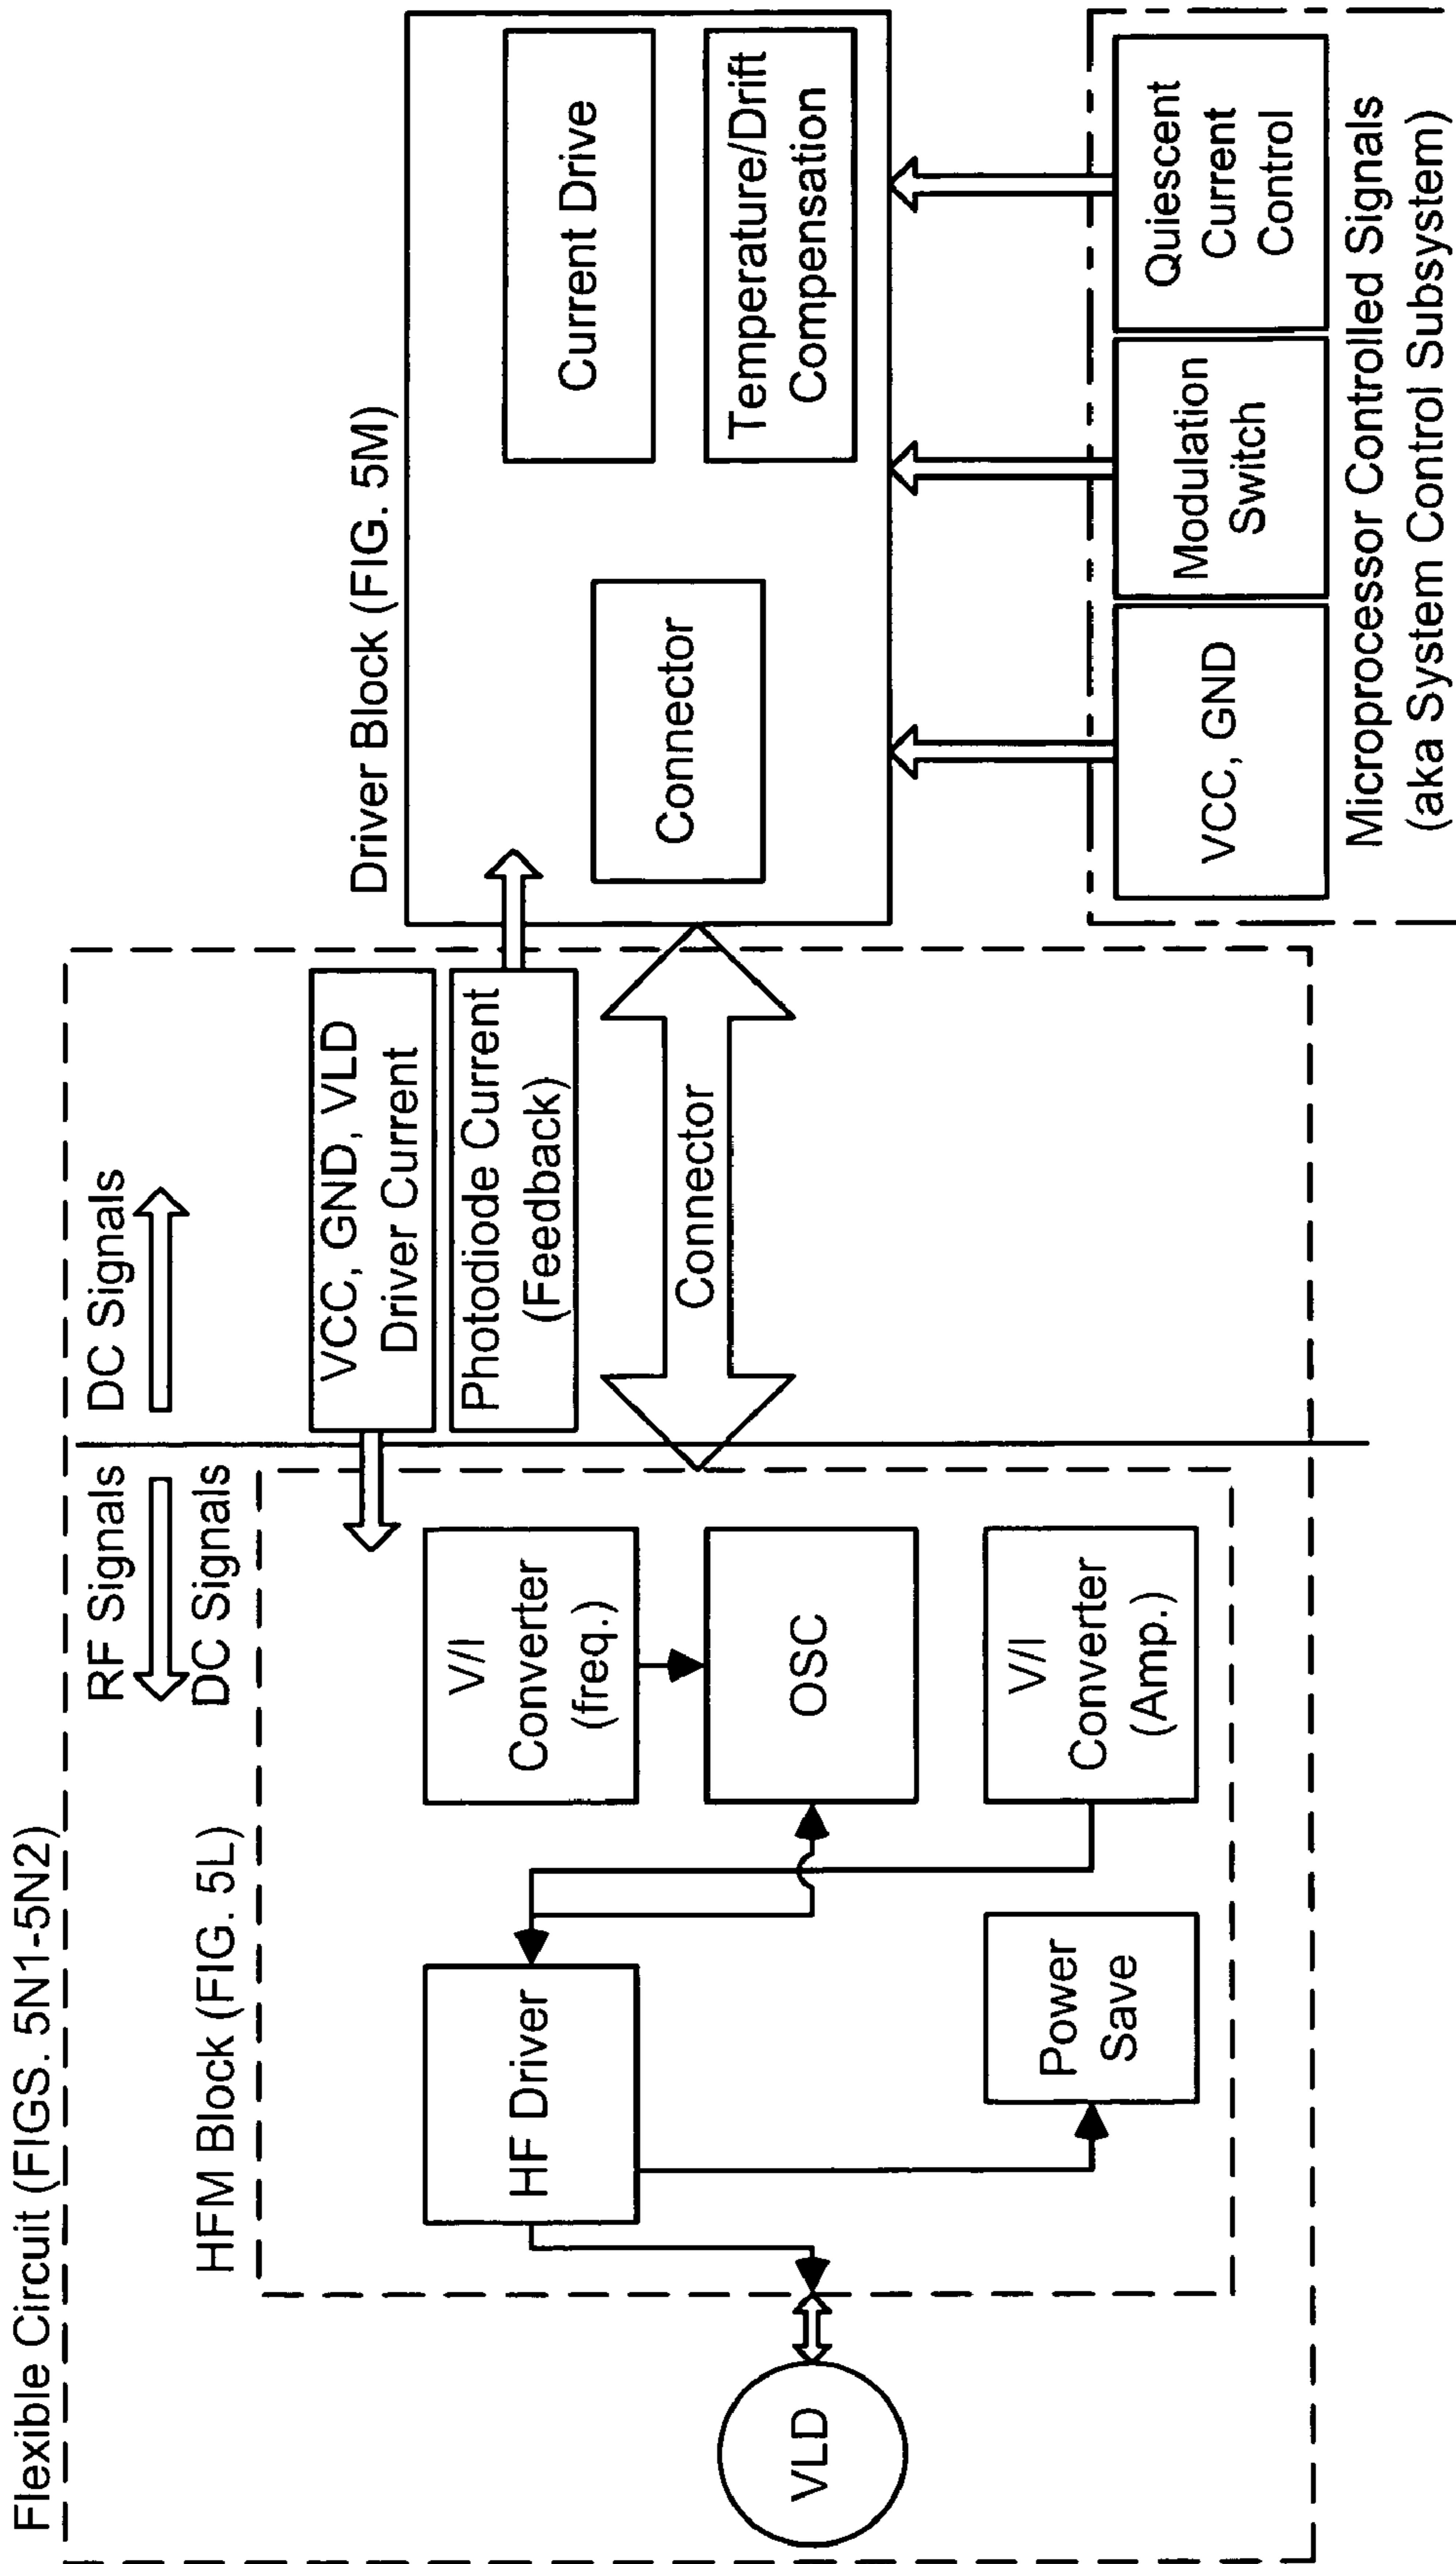 Flexible Circuit (FIGS. 5N1-5N2)
RF Signals
DC Signals
DC Signals
HFM Block (FIG. 5L)
VLD
HF Driver
Power
Save
V/I
Converter
(freq.)
OSC
V/I
Converter
(Amp.)
VCC, GND, VLD
Driver Current
Photodiode Current
(Feedback)
Connector
Driver Block (FIG. 5M)
Connector
Current Drive
Temperature/Drift
Compensation
VCC, GND
Modulation
Switch
Quiescent
Current
Control
Microprocessor Controlled Signals
(aka System Control Subsystem)